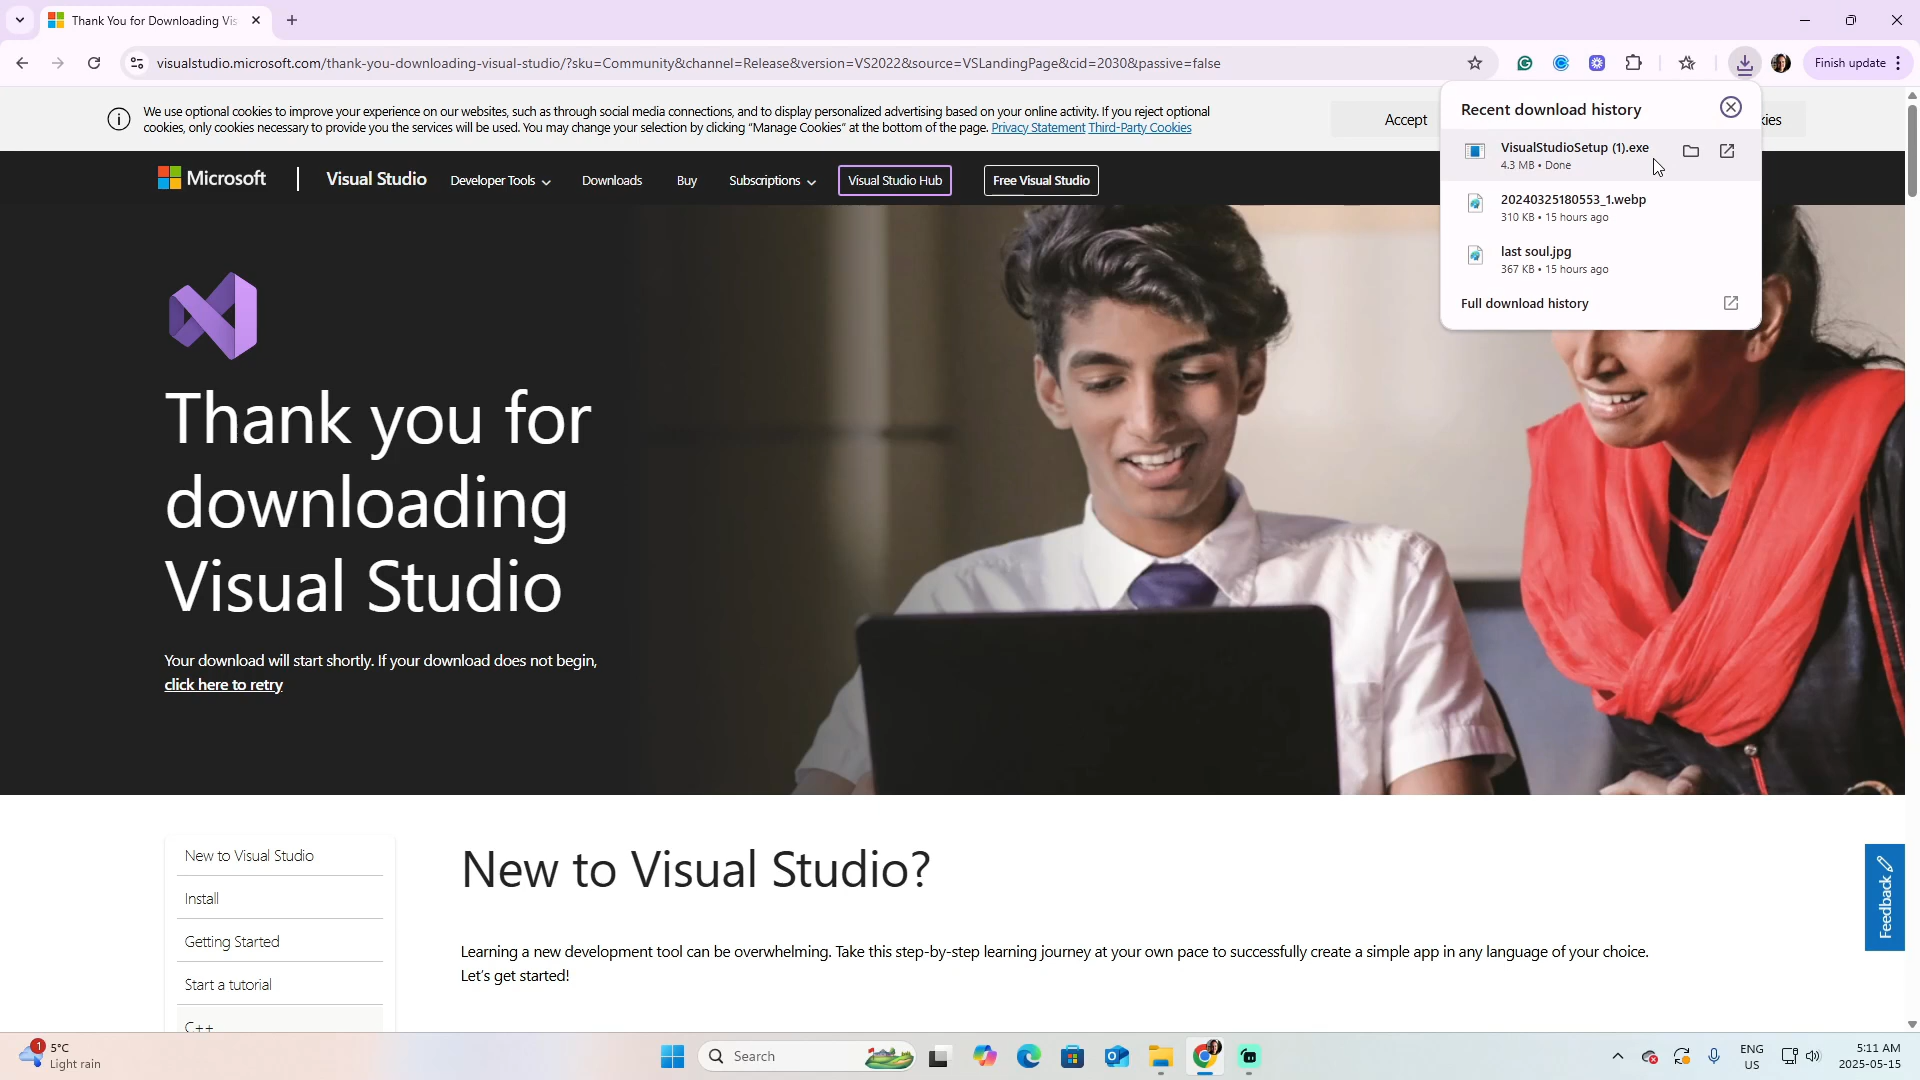 Thank You for Downloading Vis
visualstudio.microsoft.com/thank-you-downloading-visual-studio/?sku=Community&channel=Release&version=VS2022&source=VSLandingPage&cid=2030&passive=false
Finish update
We use optional cookies to improve your experience on our websites, such as through social media connections, and to display personalized advertising based on your online activity. If you reject optional
cookies, only cookies necessary to provide you the services will be used. You may change your selection by clicking "Manage Cookies" at the bottom of the page. Privacy Statement Third-Party Cookies
Accept
kies
Recent download history
VisualStudioSetup (1).exe
4.3 MB • Done
20240325180553_1.webp
310 KB • 15 hours ago
last soul.jpg
367 KB • 15 hours ago
Full download history
Microsoft
Visual Studio
Developer Tools
Downloads
Buy
Subscriptions
Visual Studio Hub
Free Visual Studio
Thank you for
downloading
Visual Studio
Your download will start shortly. If your download does not begin,
click here to retry
New to Visual Studio
Install
Getting Started
Start a tutorial
C++
New to Visual Studio?
Learning a new development tool can be overwhelming. Take this step-by-step learning journey at your own pace to successfully create a simple app in any language of your choice.
Let's get started!
Feedback
1
5°C
Light rain
Search
ENG
US
5:11 AM
2025-05-15